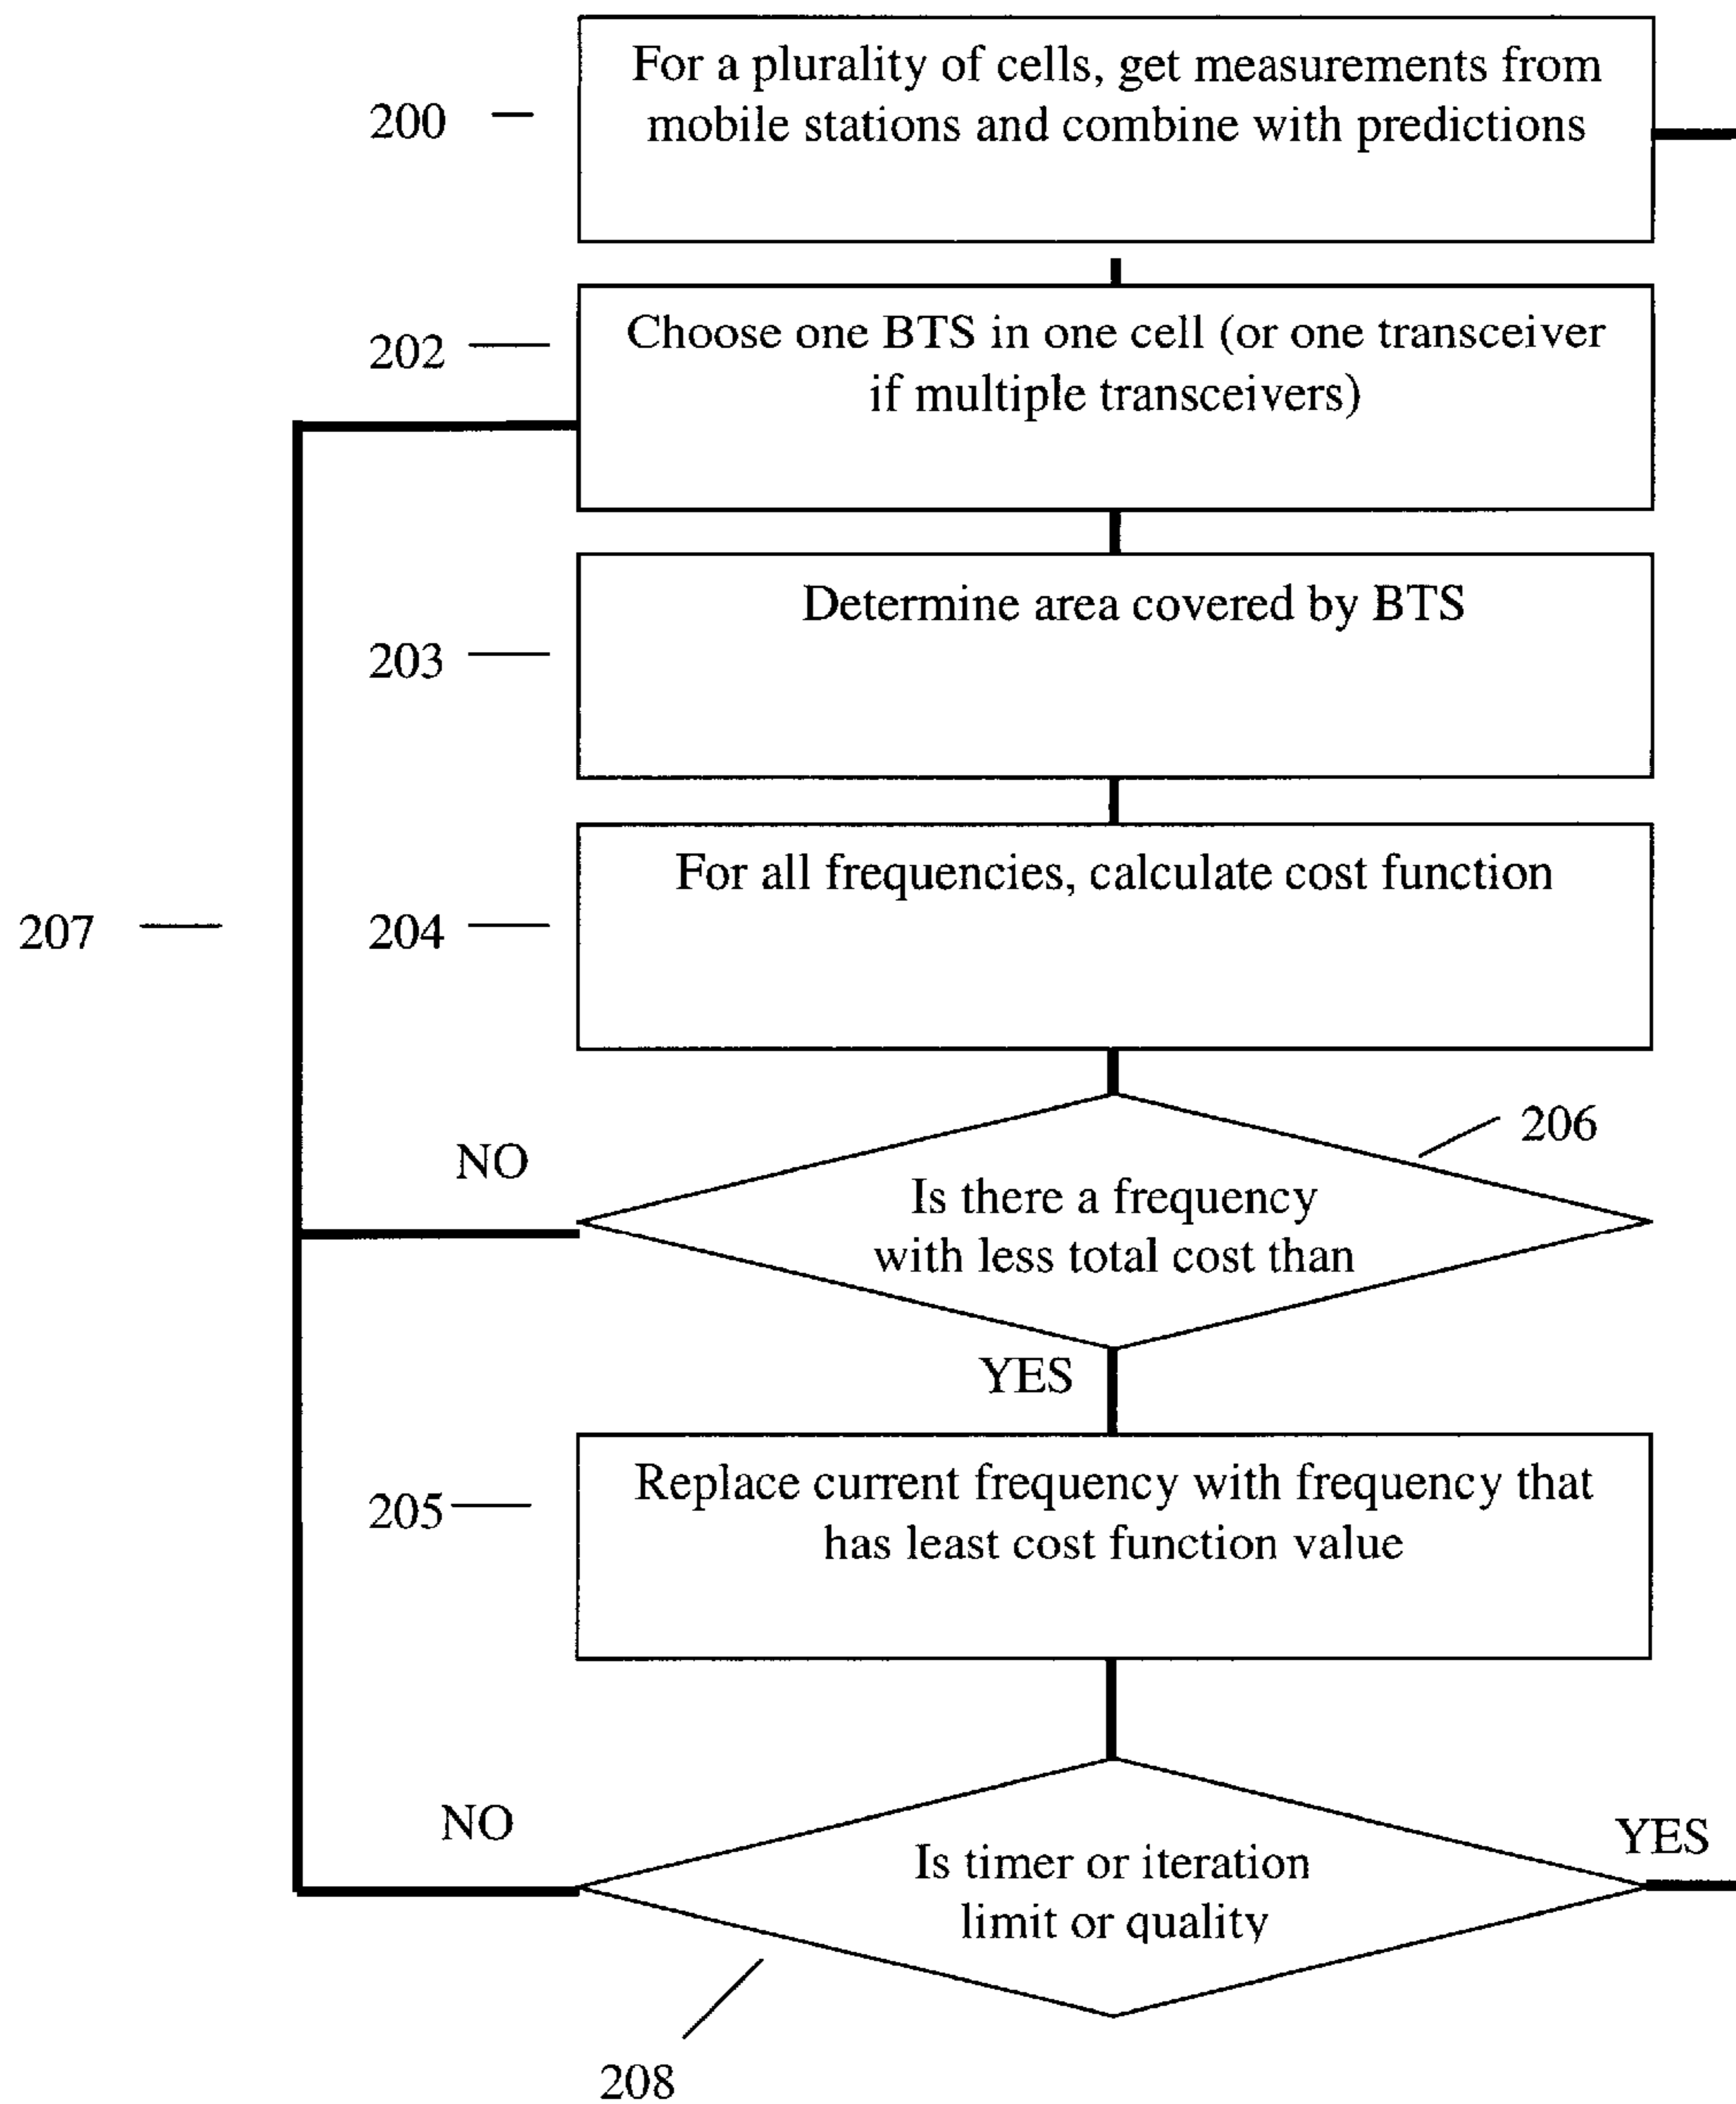 For a plurality of cells, get measurements from
mobile stations and combine with predictions
200
Choose one BTS in one cell (or one transceiver
if multiple transceivers)
202
Determine area covered by BTS
203
For all frequencies, calculate cost function
207
204
206
NO
Is there a frequency
with less total cost than
YES
Replace current frequency with frequency that
has least cost function value
205
NO
YES
Is timer or iteration
limit or quality
208